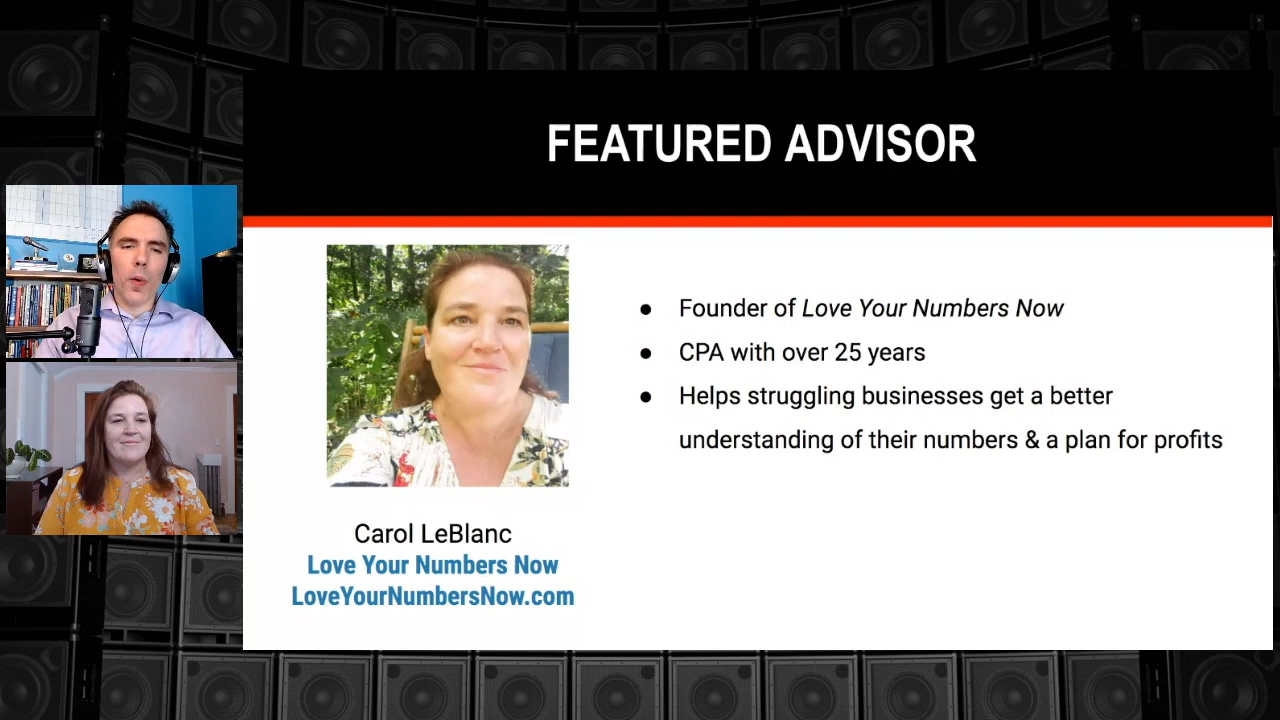 FEATURED ADVISOR
● Founder of Love Your Numbers Now
● CPA with over 25 years
● Helps struggling businesses get a better
understanding of their numbers & a plan for profits
Carol LeBlanc
Love Your Numbers Now
LoveYourNumbersNow.com